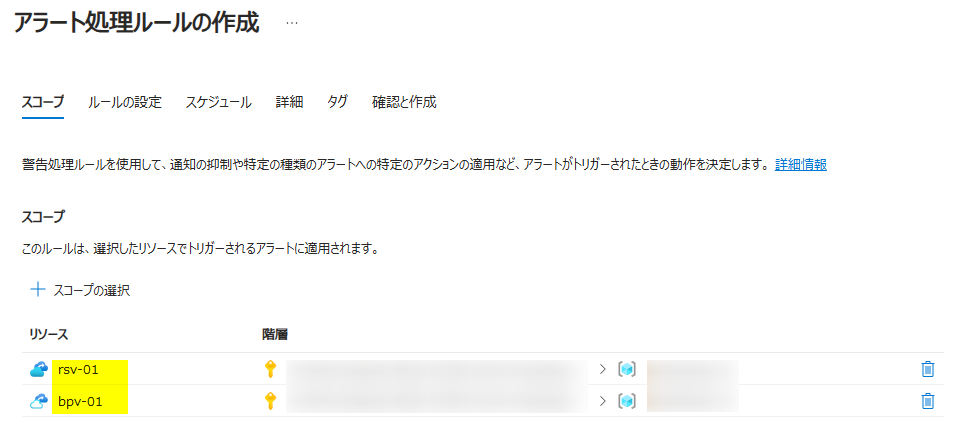 アラート処理ルールの作成 …
スコープ ルールの設定 スケジュール 詳細 タグ 確認と作成
警告処理ルールを使用して、通知の抑制や特定の種類のアラートへの特定のアクションの適用など、アラートがトリガーされたときの動作を決定します。 詳細情報
スコープ
このルールは、選択したリソースでトリガーされるアラートに適用されます。
スコープの選択
リソース 階層
rsv-01
bpv-01